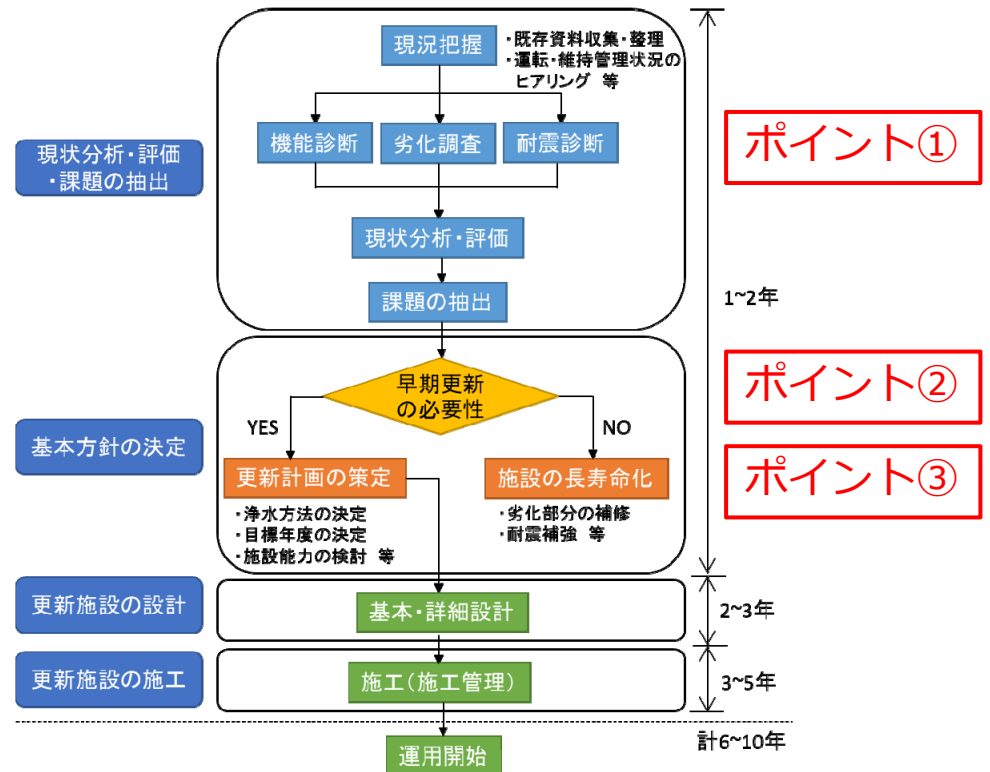 現況把握
・既存資料収集・整理
・運転・維持管理状況の
ヒアリング 等
機能診断
劣化調査
耐震診断
ポイント①
現状分析・評価
・課題の抽出
現状分析・評価
課題の抽出
1~2年
早期更新
の必要性
ポイント②
YES
NO
基本方針の決定
更新計画の策定
施設の長寿命化
ポイント③
・浄水方法の決定
・目標年度の決定
・施設能力の検討 等
・劣化部分の補修
・耐震補強 等
更新施設の設計
基本・詳細設計
2~3年
更新施設の施工
施工(施工管理)
3~5年
計6~10年
運用開始